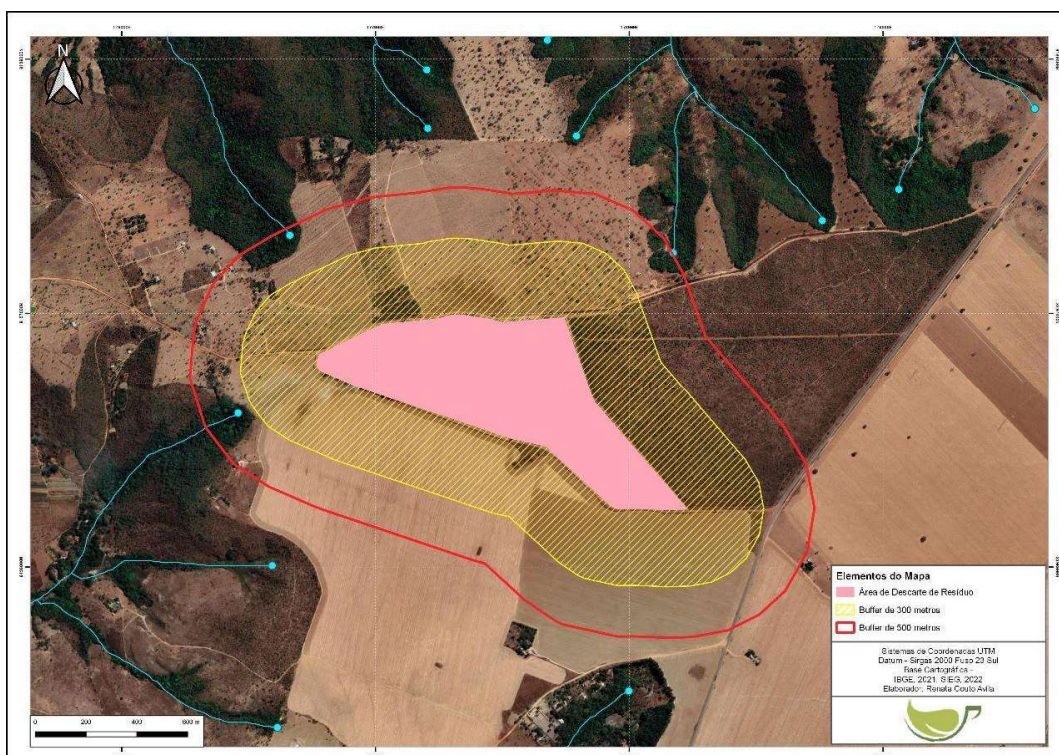 N
Elementos do Mapa
Área de Descarte de Resíduo
Buffer de 300 metros
Buffer de 500 metros
Sistemas de Coordenadas UTM
Datum - Sirgas 2000 Fuso 23 Sul
Base Cartográfica -
IBGE, 2021. SIEG, 2022
Elaborador: Renata Couto Avila
0 200 400 600 m